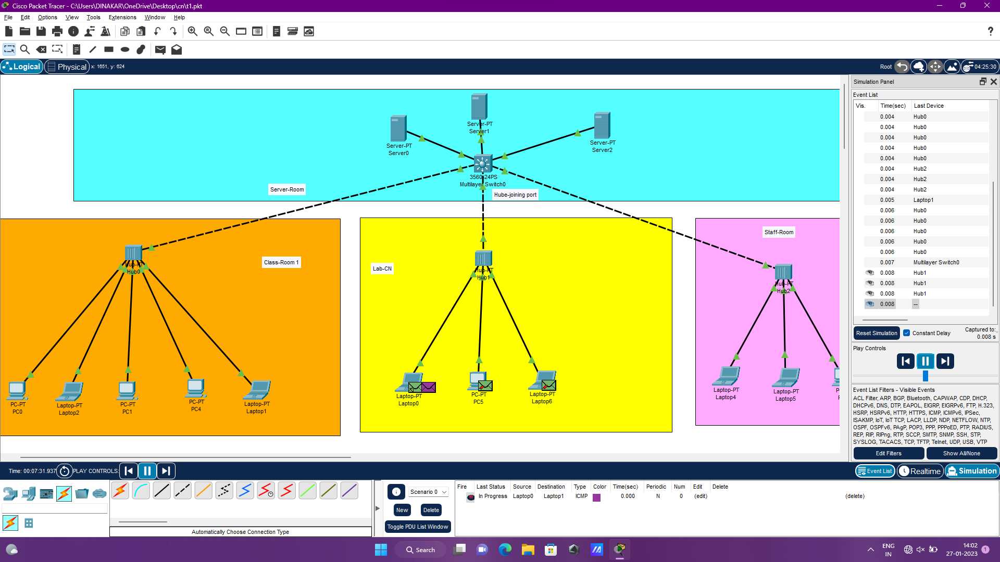 Cisco Packet Tracer - C:\Users\DINAKAR\OneDrive\Desktop\cn\t1.pkt
File Edit Options View Tools Extensions Window Help
?
Logical Physical x: 1651, y: 624 Root 04:25:30
Server-PT
Server1
Server-PT
Server0
Server-PT
Server2
3560-24PS
Multilayer Switch0
Server-Room
Hube-joining port
Hub-PT
Hub0
Class-Room 1
Lab-CN
Hub-PT
Hub1
Staff-Room
Hub-PT
Hub2
PC-PT
PC0
Laptop-PT
Laptop2
PC-PT
PC1
PC-PT
PC4
Laptop-PT
Laptop1
Laptop-PT
Laptop0
PC-PT
PC5
Laptop-PT
Laptop6
Laptop-PT
Laptop4
Laptop-PT
Laptop5
Simulation Panel
Event List
Vis. Time(sec) Last Device
0.004 Hub0
0.004 Hub0
0.004 Hub0
0.004 Hub0
0.004 Hub0
0.004 Hub2
0.004 Hub2
0.004 Hub2
0.005 Laptop1
0.006 Hub0
0.006 Hub0
0.006 Hub0
0.006 Hub0
0.006 Hub0
0.007 Multilayer Switch0
0.008 Hub1
0.008 Hub1
0.008 Hub1
0.008 --
Reset Simulation Constant Delay Captured to:
0.008 s
Play Controls
Event List Filters - Visible Events
ACL Filter, ARP, BGP, Bluetooth, CAPWAP, CDP, DHCP,
DHCPv6, DNS, DTP, EAPOL, EIGRP, EIGRPv6, FTP, H.323,
HSRP, HSRPv6, HTTP, HTTPS, ICMP, ICMPv6, IPSec,
ISAKMP, IoT, IoT TCP, LACP, LLDP, NDP, NETFLOW, NTP,
OSPF, OSPFv6, PAgP, POP3, PPP, PPPoED, PTP, RADIUS,
REP, RIP, RIPng, RTP, SCCP, SMTP, SNMP, SSH, STP,
SYSLOG, TACACS, TCP, TFTP, Telnet, UDP, USB, VTP
Edit Filters Show All/None
Time: 00:07:31.937 PLAY CONTROLS: Event List Realtime Simulation
Scenario 0
New Delete
Toggle PDU List Window
Fire Last Status Source Destination Type Color Time(sec) Periodic Num Edit Delete
In Progress Laptop0 Laptop1 ICMP 0.000 N 0 (edit) (delete)
Automatically Choose Connection Type
Search
ENG
IN
14:02
27-01-2023
1